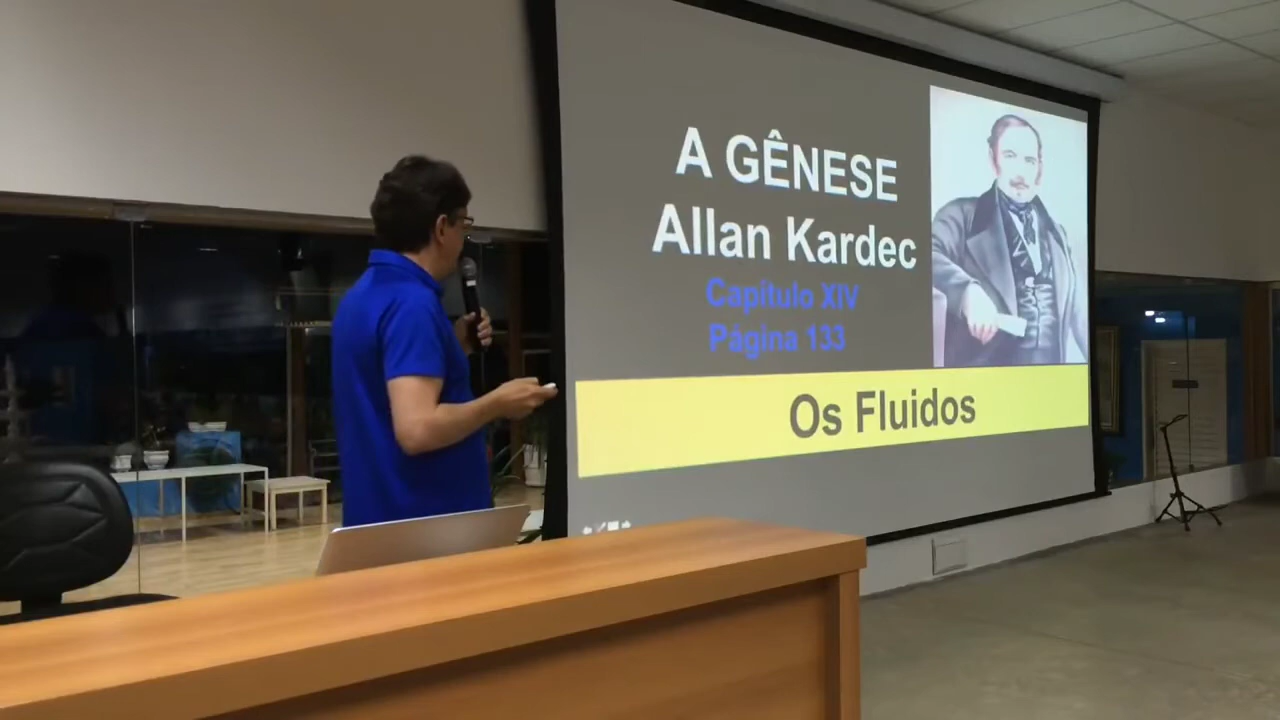 A GÊNESE
Allan Kardec
Capítulo XIV
Página 133
Os Fluidos